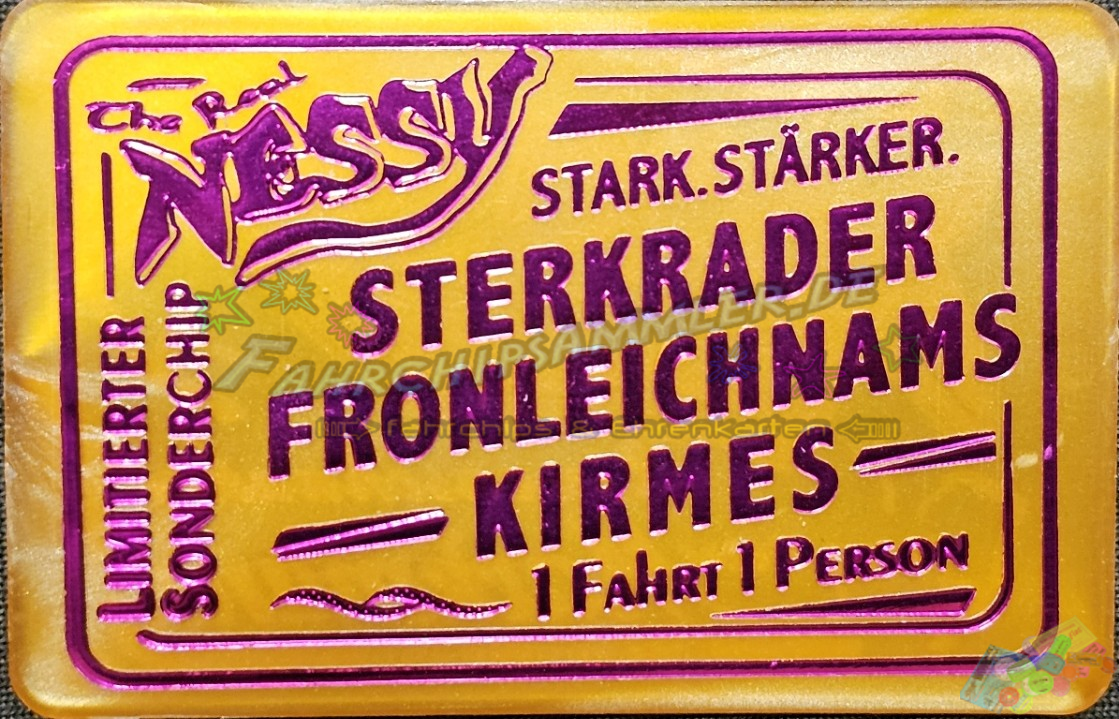 The Real
NESSY
STARK. STÄRKER.
STERKRADER
FRONLEICHNAMS
KIRMES
1 FAHRT 1 PERSON
LIMITIERTER
SONDERCHIP
FAHRCHIPSAMMLER.DE
Fahrchips & Ehrenkarten